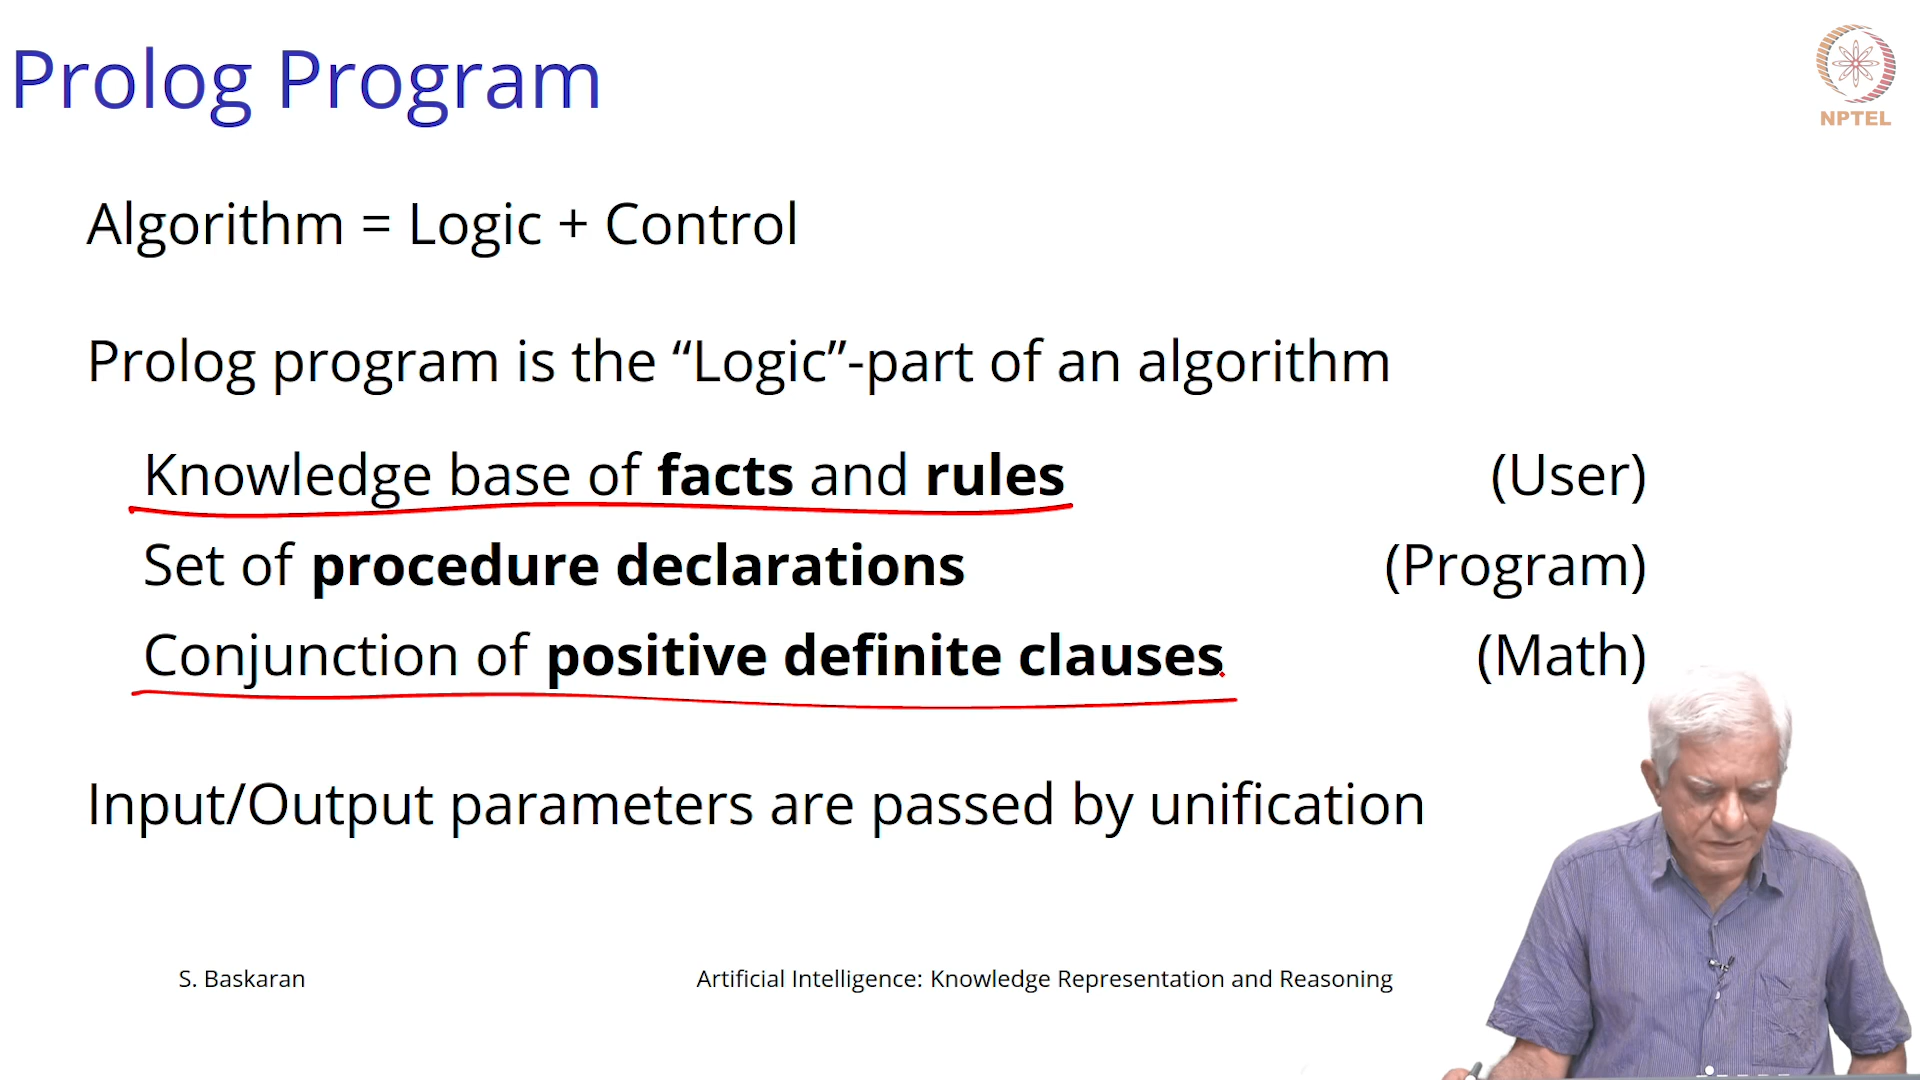 Prolog Program
NPTEL
Algorithm = Logic + Control
Prolog program is the “Logic”-part of an algorithm
Knowledge base of facts and rules (User)
Set of procedure declarations (Program)
Conjunction of positive definite clauses (Math)
Input/Output parameters are passed by unification
S. Baskaran Artificial Intelligence: Knowledge Representation and Reasoning